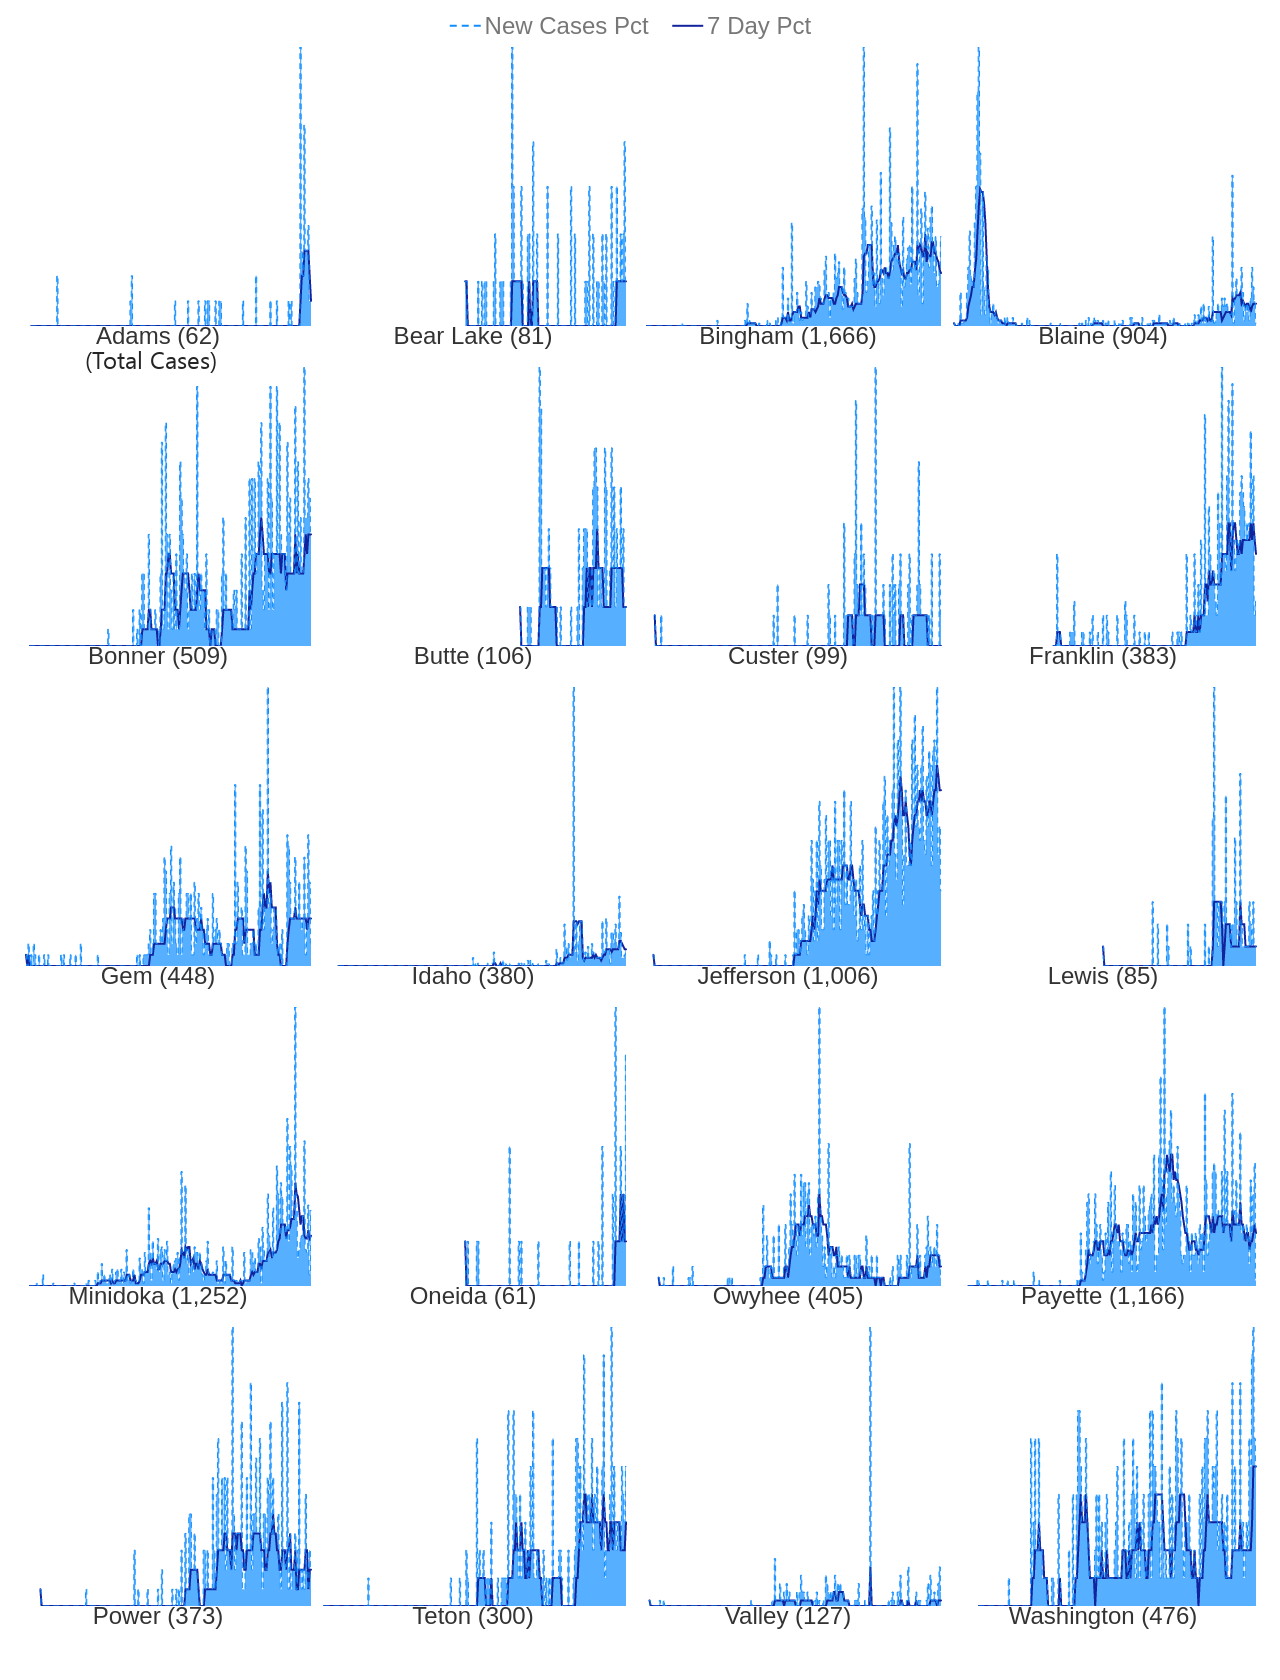 New Cases Pct 7 Day Pct
Adams (62) Bear Lake (81) Bingham (1,666) Blaine (904)
(Total Cases)
Bonner (509) Butte (106) Custer (99) Franklin (383)
Gem (448) Idaho (380) Jefferson (1,006) Lewis (85)
Minidoka (1,252) Oneida (61) Owyhee (405) Payette (1,166)
Power (373) Teton (300) Valley (127) Washington (476)